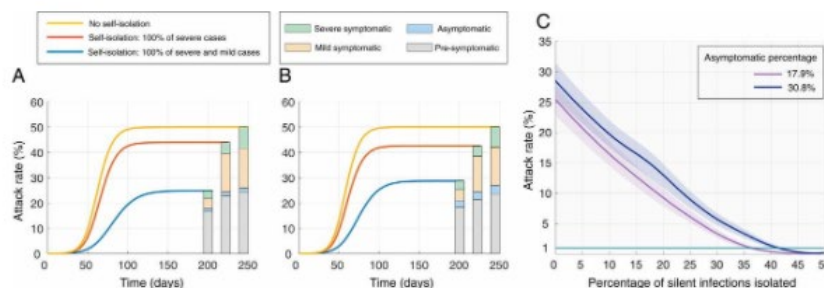 No self-isolation
Self-isolation: 100% of severe cases
Self-isolation: 100% of severe and mild cases
Severe symptomatic
Asymptomatic
Mild symptomatic
Pre-symptomatic
A
Attack rate (%)
60
50
40
30
20
10
0
0 50 100 150 200 250
Time (days)
B
60
50
40
30
20
10
0
0 50 100 150 200 250
Time (days)
C
Attack rate (%)
35
30
25
20
15
10
5
1
Asymptomatic percentage
17.9%
30.8%
0 5 10 15 20 25 30 35 40 45
Percentage of silent infections isolated